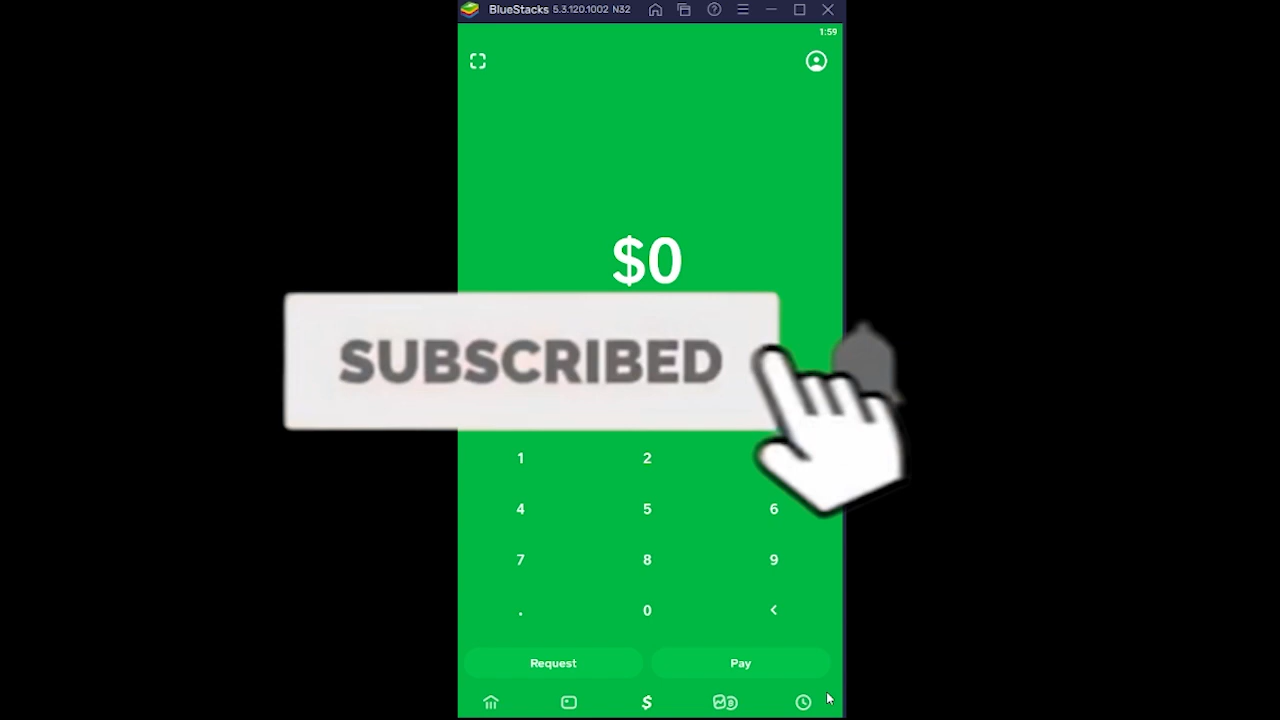 BlueStacks 5.3.120.1002 N32
1:59
$0
SUBSCRIBED
1 2
4 5 6
7 8 9
. 0 <
Request Pay
$